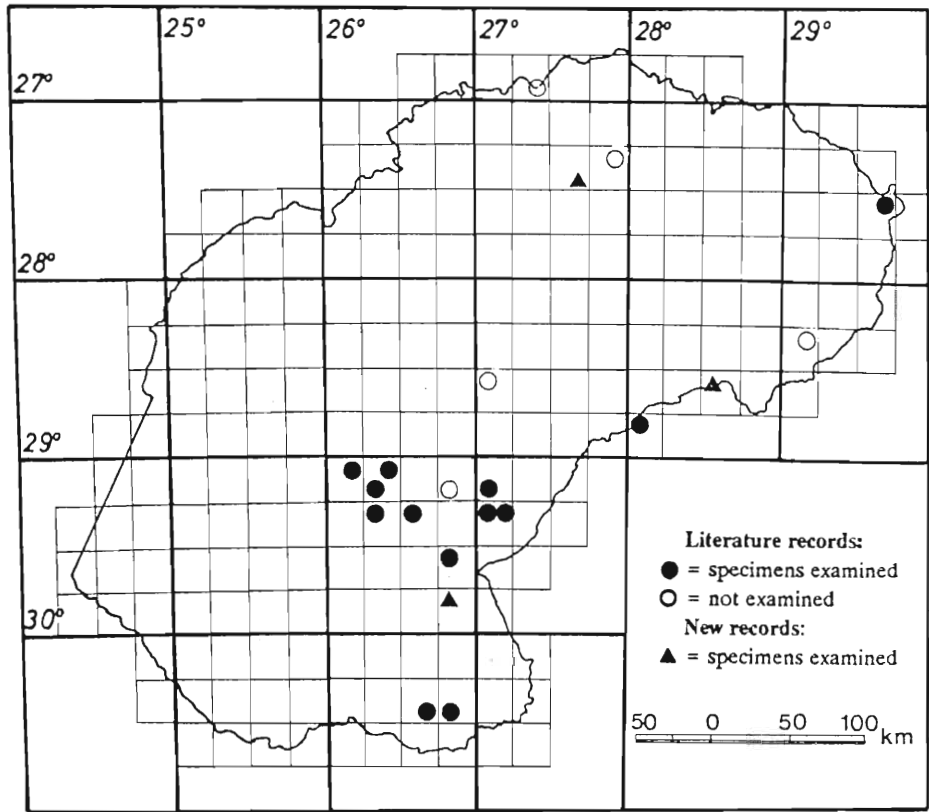 25° 26° 27° 28° 29°
27°
28°
29°
30°
Literature records:
● = specimens examined
○ = not examined
New records:
▲ = specimens examined
50 0 50 100 km